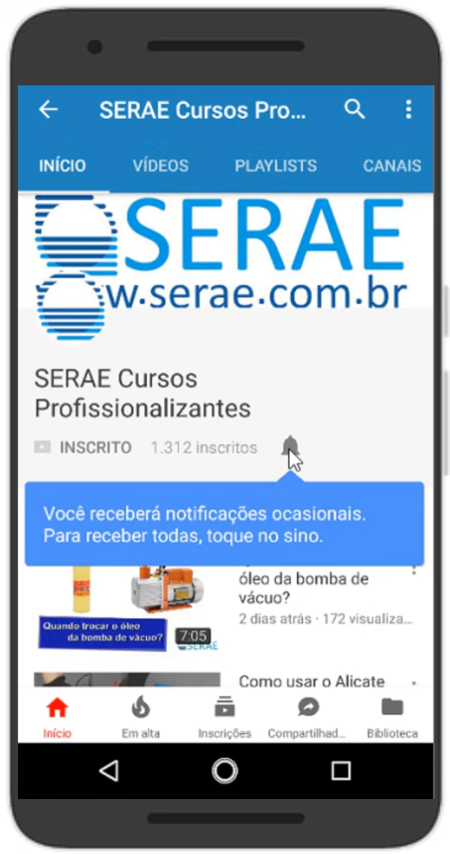 SERAE Cursos Pro...
INÍCIO VÍDEOS PLAYLISTS CANAIS
SERAE
w.serae.com.br
SERAE Cursos
Profissionalizantes
INSCRITO 1.312 inscritos
Você receberá notificações ocasionais.
Para receber todas, toque no sino.
óleo da bomba de
vácuo?
2 dias atrás · 172 visualiza...
Quando trocar o óleo
da bomba de vácuo?
7:05
SERAE
Como usar o Alicate
Início Em alta Inscrições Compartilhad... Biblioteca